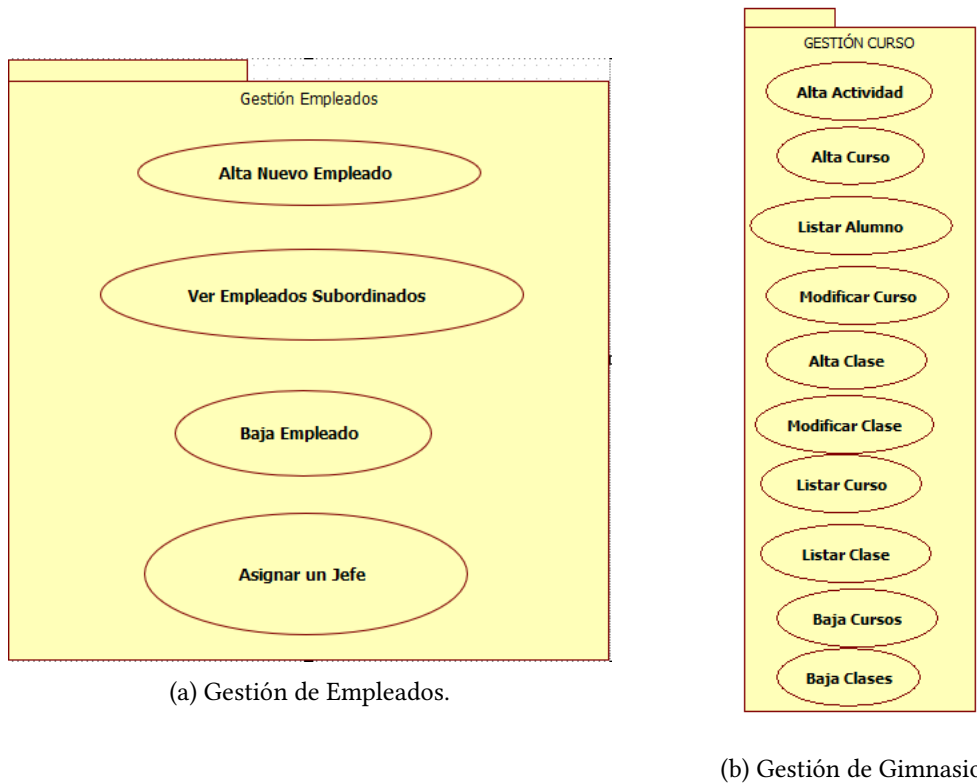 Gestión Empleados
Alta Nuevo Empleado
Ver Empleados Subordinados
Baja Empleado
Asignar un Jefe
(a) Gestión de Empleados.
GESTIÓN CURSO
Alta Actividad
Alta Curso
Listar Alumno
Modificar Curso
Alta Clase
Modificar Clase
Listar Curso
Listar Clase
Baja Cursos
Baja Clases
(b) Gestión de Gimnasio